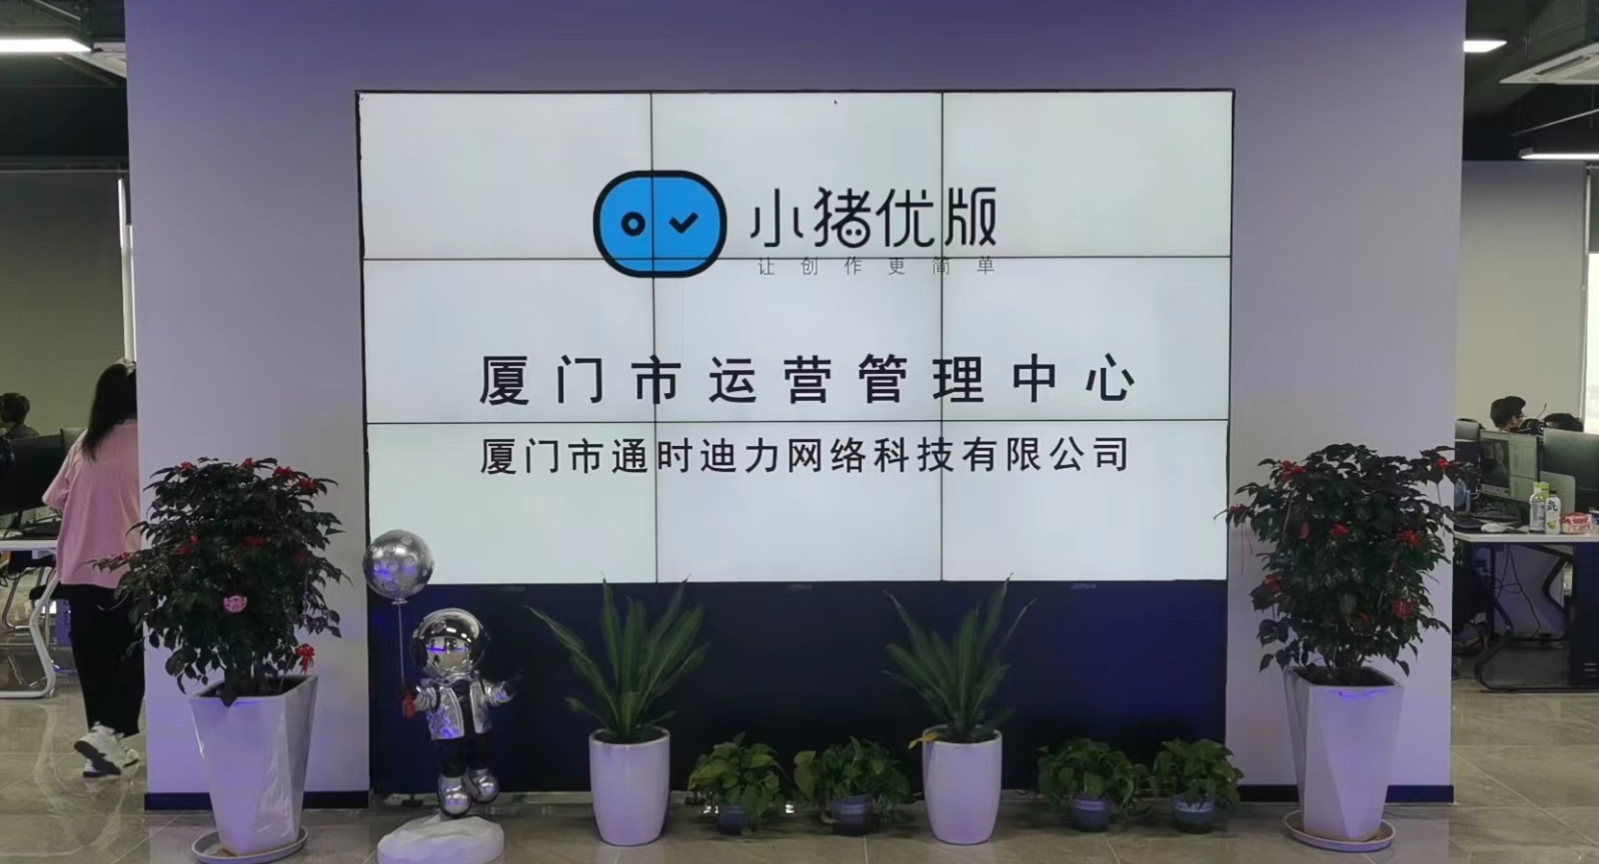 小猪优版
让创作更简单
厦门市运营管理中心
厦门市通时迪力网络科技有限公司